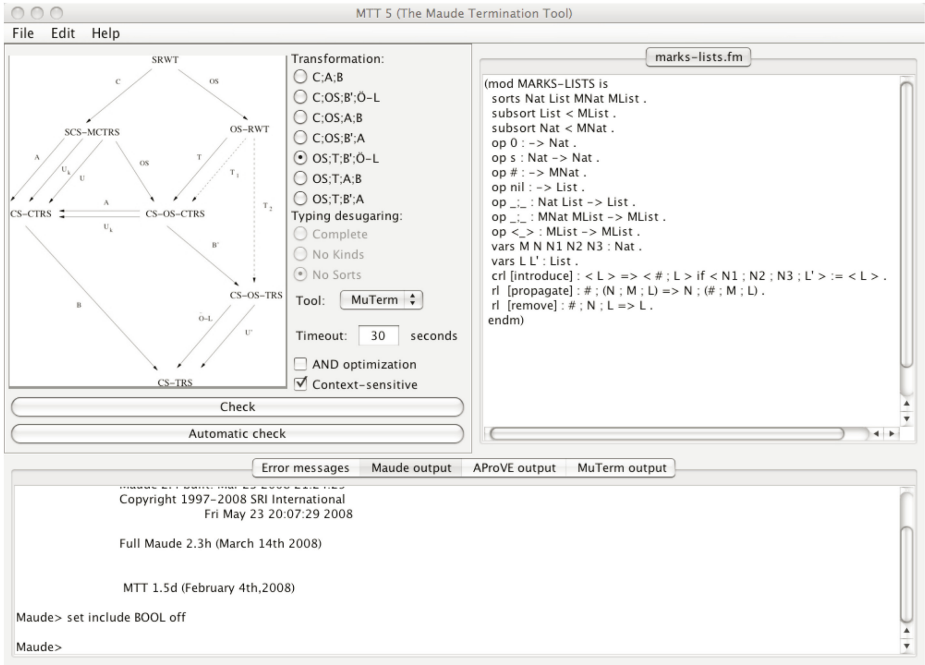 MTT 5 (The Maude Termination Tool)
File Edit Help
SRWT
C
OS
SCS-MCTRS
OS-RWT
A
U_k
U
OS
T
T_1
T_2
CS-CTRS
A
U_k
CS-OS-CTRS
B'
B
CS-OS-TRS
O-L
U'
CS-TRS
Transformation:
C;A;B
C;OS;B';Ö-L
C;OS;A;B
C;OS;B';A
OS;T;B';Ö-L
OS;T;A;B
OS;T;B';A
Typing desugaring:
Complete
No Kinds
No Sorts
Tool: MuTerm
Timeout: 30 seconds
AND optimization
Context-sensitive
Check
Automatic check
marks-lists.fm
(mod MARKS-LISTS is
sorts Nat List MNat MList .
subsort List < MList .
subsort Nat < MNat .
op 0 : -> Nat .
op s : Nat -> Nat .
op # : -> MNat .
op nil : -> List .
op _;_ : Nat List -> List .
op _;_ : MNat MList -> MList .
op <_> : MList -> MList .
vars M N N1 N2 N3 : Nat .
vars L L' : List .
crl [introduce] : < L > => < # ; L > if < N1 ; N2 ; N3 ; L' > := < L > .
rl [propagate] : # ; (N ; M ; L) => N ; (# ; M ; L) .
rl [remove] : # ; N ; L => L .
endm)
Error messages Maude output AProVE output MuTerm output
Copyright 1997-2008 SRI International
Fri May 23 20:07:29 2008
Full Maude 2.3h (March 14th 2008)
MTT 1.5d (February 4th,2008)
Maude> set include BOOL off
Maude>